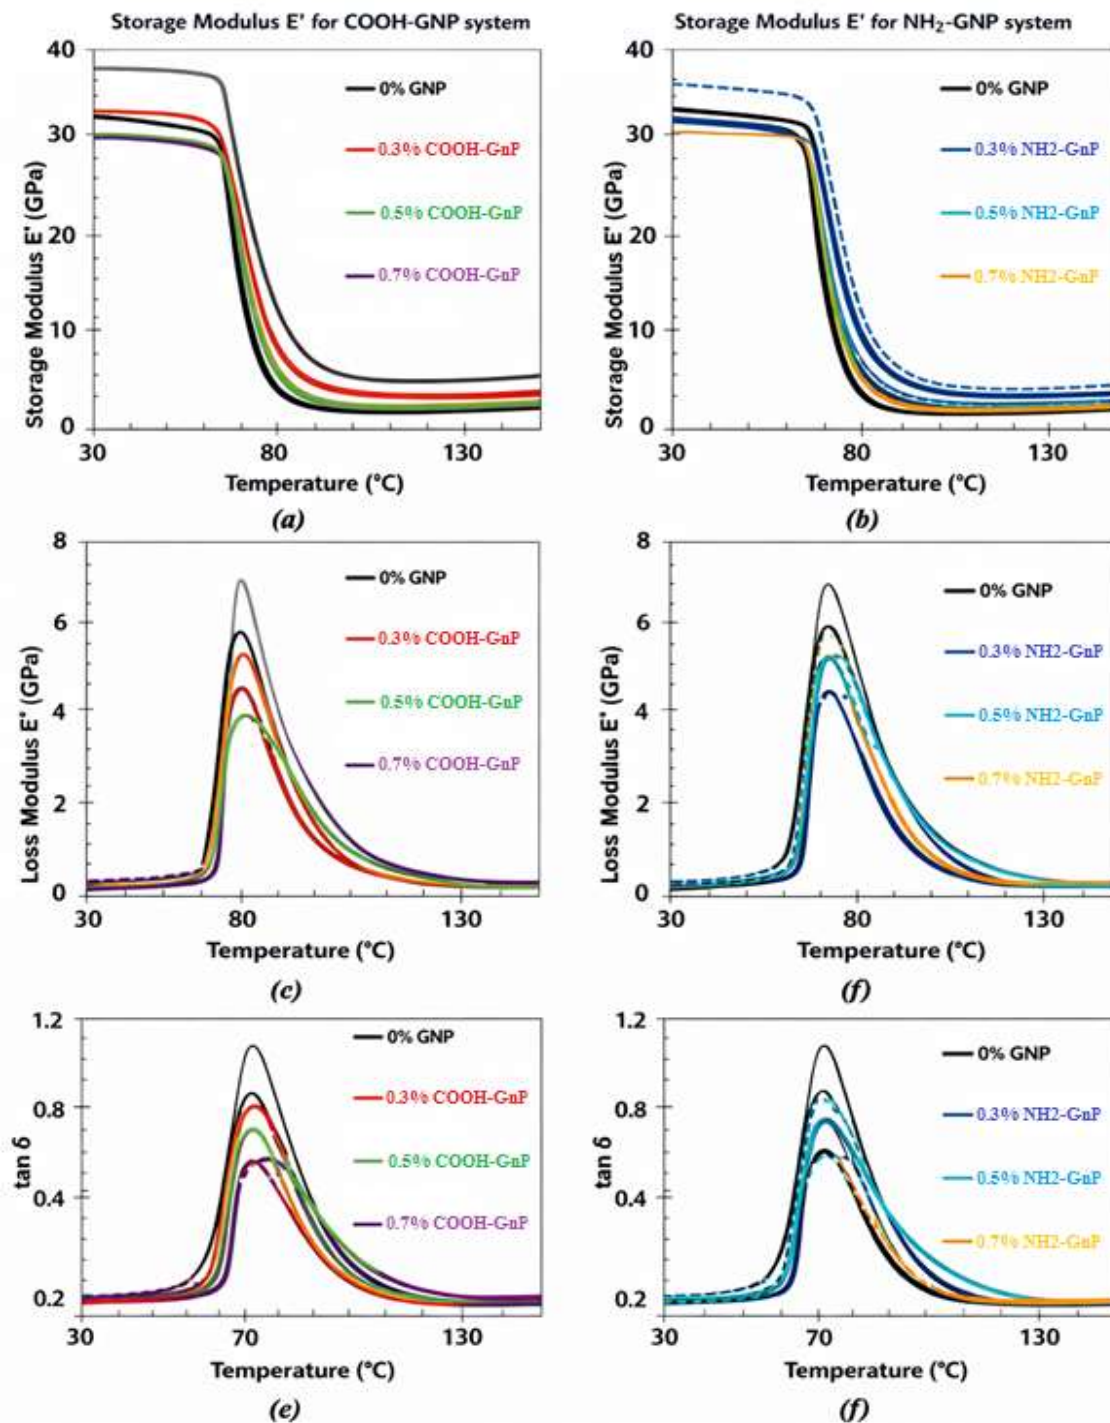 Storage Modulus E' for COOH-GNP system
40
30
20
10
0
Storage Modulus E' (GPa)
0% GNP
0.3% COOH-GnP
0.5% COOH-GnP
0.7% COOH-GnP
30 80 130
Temperature (°C)
(a)
Storage Modulus E' for NH₂-GNP system
40
30
20
10
0
Storage Modulus E' (GPa)
0% GNP
0.3% NH2-GnP
0.5% NH2-GnP
0.7% NH2-GnP
30 80 130
Temperature (°C)
(b)
8
6
4
2
0
Loss Modulus E' (GPa)
0% GNP
0.3% COOH-GnP
0.5% COOH-GnP
0.7% COOH-GnP
30 80 130
Temperature (°C)
(c)
8
6
4
2
0
Loss Modulus E' (GPa)
0% GNP
0.3% NH2-GnP
0.5% NH2-GnP
0.7% NH2-GnP
30 80 130
Temperature (°C)
(f)
1.2
0.8
0.4
0.2
tan δ
0% GNP
0.3% COOH-GnP
0.5% COOH-GnP
0.7% COOH-GnP
30 70 130
Temperature (°C)
(e)
1.2
0.8
0.4
0.2
tan δ
0% GNP
0.3% NH2-GnP
0.5% NH2-GnP
0.7% NH2-GnP
30 70 130
Temperature (°C)
(f)